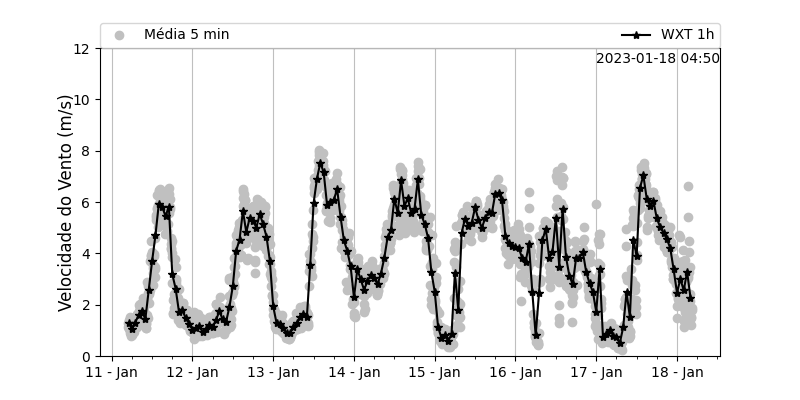 Média 5 min
WXT 1h
2023-01-18 04:50
Velocidade do Vento (m/s)
12
10
8
6
4
2
0
11 - Jan
12 - Jan
13 - Jan
14 - Jan
15 - Jan
16 - Jan
17 - Jan
18 - Jan